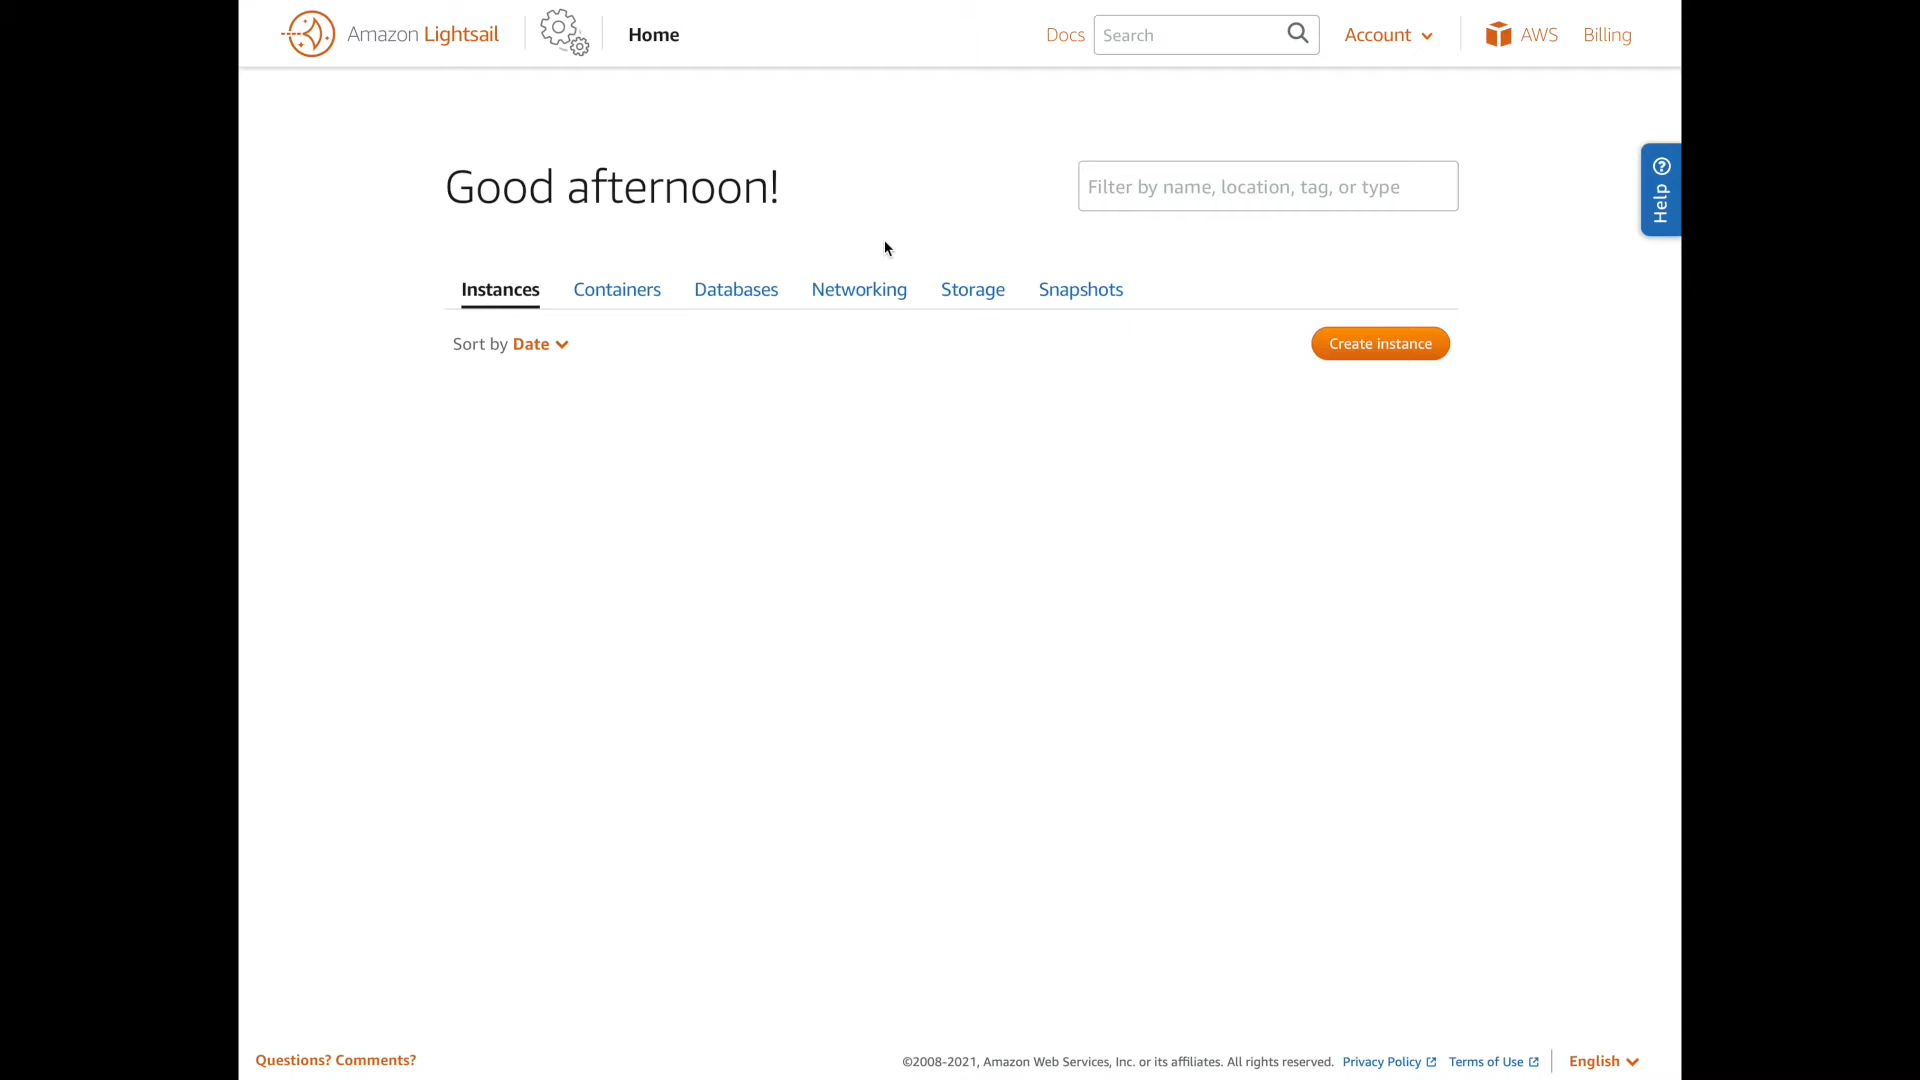 Amazon Lightsail Home Docs Search Account AWS Billing
Good afternoon!
Filter by name, location, tag, or type
Help
Instances Containers Databases Networking Storage Snapshots
Sort by Date Create instance
Questions? Comments? ©2008-2021, Amazon Web Services, Inc. or its affiliates. All rights reserved. Privacy Policy Terms of Use English